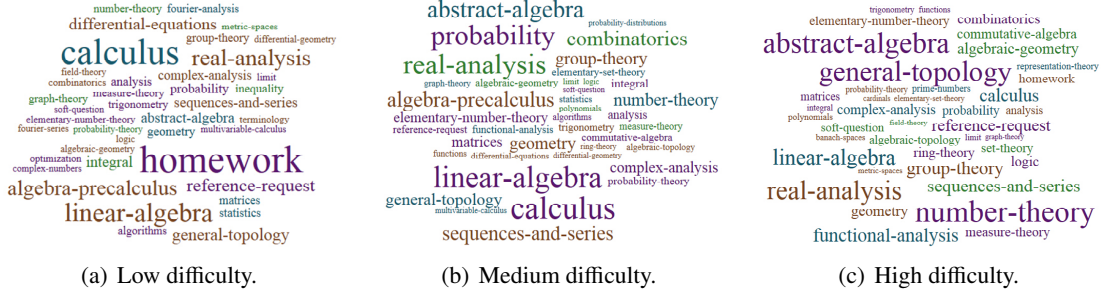 number-theory fourier-analysis
differential-equations metric-spaces
group-theory differential-geometry
calculus real-analysis
field-theory complex-analysis limit
combinatorics analysis probability inequality
measure-theory
graph-theory trigonometry sequences-and-series
soft-question
elementary-number-theory abstract-algebra terminology
fourier-series probability-theory geometry multivariable-calculus
logic
algebraic-geometry
optimization integral homework
complex-numbers
algebra-precalculus reference-request
linear-algebra matrices
statistics
algorithms general-topology
(a) Low difficulty.
abstract-algebra
probability-distributions
probability combinatorics
real-analysis group-theory
elementary-set-theory
graph-theory algebraic-geometry limit logic integral
soft-question
algebra-precalculus statistics number-theory
polynomials
elementary-number-theory algorithms analysis
reference-request functional-analysis trigonometry measure-theory
matrices geometry commutative-algebra
ring-theory algebraic-topology
functions differential-equations differential-geometry
linear-algebra complex-analysis
probability-theory
general-topology
multivariable-calculus calculus
sequences-and-series
(b) Medium difficulty.
trigonometry functions
elementary-number-theory combinatorics
abstract-algebra commutative-algebra
algebraic-geometry
general-topology representation-theory
homework
probability-theory prime-numbers
matrices cardinals elementary-set-theory calculus
integral complex-analysis probability analysis
polynomials
soft-question field-theory reference-request
banach-spaces algebraic-topology limit graph-theory
set-theory
linear-algebra ring-theory logic
metric-spaces group-theory
real-analysis sequences-and-series
geometry number-theory
functional-analysis measure-theory
(c) High difficulty.